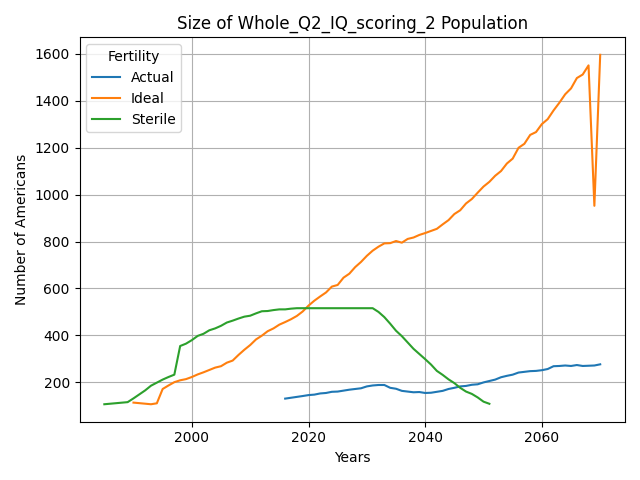 Size of Whole_Q2_IQ_scoring_2 Population
Fertility
Actual
Ideal
Sterile
Number of Americans
1600
1400
1200
1000
800
600
400
200
2000
2020
2040
2060
Years